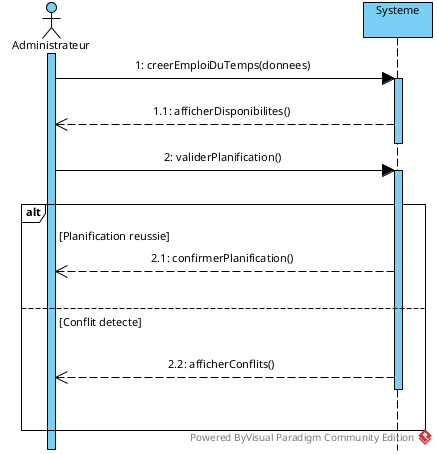 Systeme
Administrateur
1: creerEmploiDuTemps(donnees)
1.1: afficherDisponibilites()
2: validerPlanification()
alt
[Planification reussie]
2.1: confirmerPlanification()
[Conflit detecte]
2.2: afficherConflits()
Powered ByVisual Paradigm Community Edition